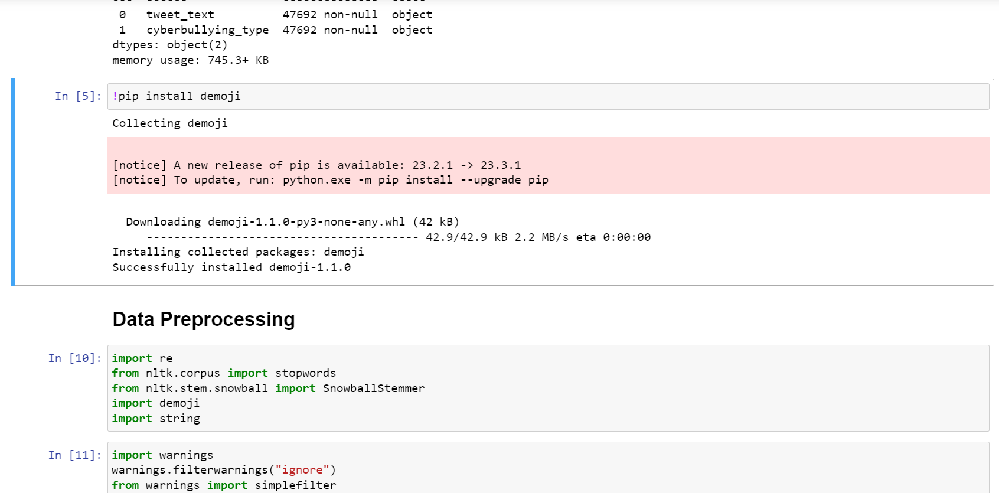 0   tweet_text          47692 non-null  object
1   cyberbullying_type  47692 non-null  object
dtypes: object(2)
memory usage: 745.3+ KB
In [5]: !pip install demoji
Collecting demoji
[notice] A new release of pip is available: 23.2.1 -> 23.3.1
[notice] To update, run: python.exe -m pip install --upgrade pip
Downloading demoji-1.1.0-py3-none-any.whl (42 kB)
---------------------------------------- 42.9/42.9 kB 2.2 MB/s eta 0:00:00
Installing collected packages: demoji
Successfully installed demoji-1.1.0
Data Preprocessing
In [10]: import re
from nltk.corpus import stopwords
from nltk.stem.snowball import SnowballStemmer
import demoji
import string
In [11]: import warnings
warnings.filterwarnings("ignore")
from warnings import simplefilter